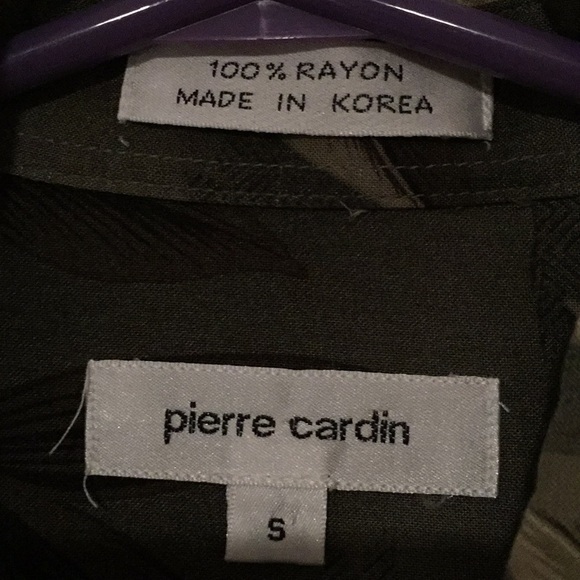 100% RAYON
MADE IN KOREA
pierre cardin
S